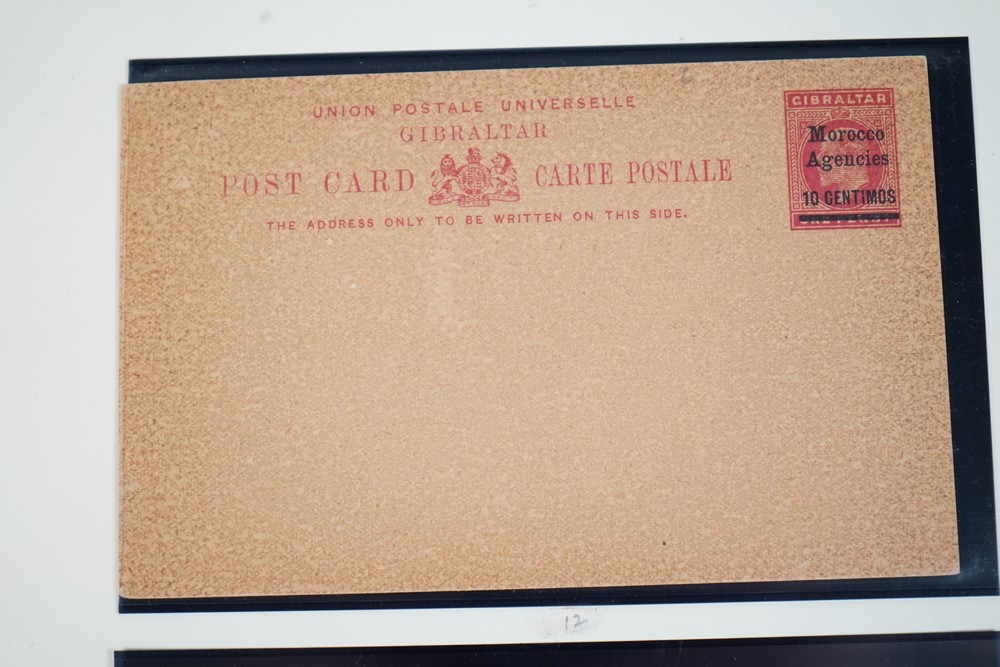 UNION POSTALE UNIVERSELLE
GIBRALTAR
POST CARD CARTE POSTALE
THE ADDRESS ONLY TO BE WRITTEN ON THIS SIDE.
GIBRALTAR
Morocco
Agencies
10 CENTIMOS
12